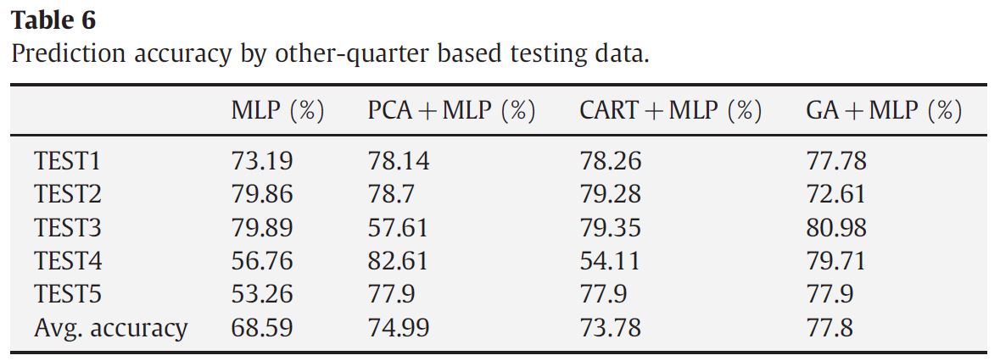 Table 6
Prediction accuracy by other-quarter based testing data.
MLP (%) PCA + MLP (%) CART + MLP (%) GA + MLP (%)
TEST1 73.19 78.14 78.26 77.78
TEST2 79.86 78.7 79.28 72.61
TEST3 79.89 57.61 79.35 80.98
TEST4 56.76 82.61 54.11 79.71
TEST5 53.26 77.9 77.9 77.9
Avg. accuracy 68.59 74.99 73.78 77.8